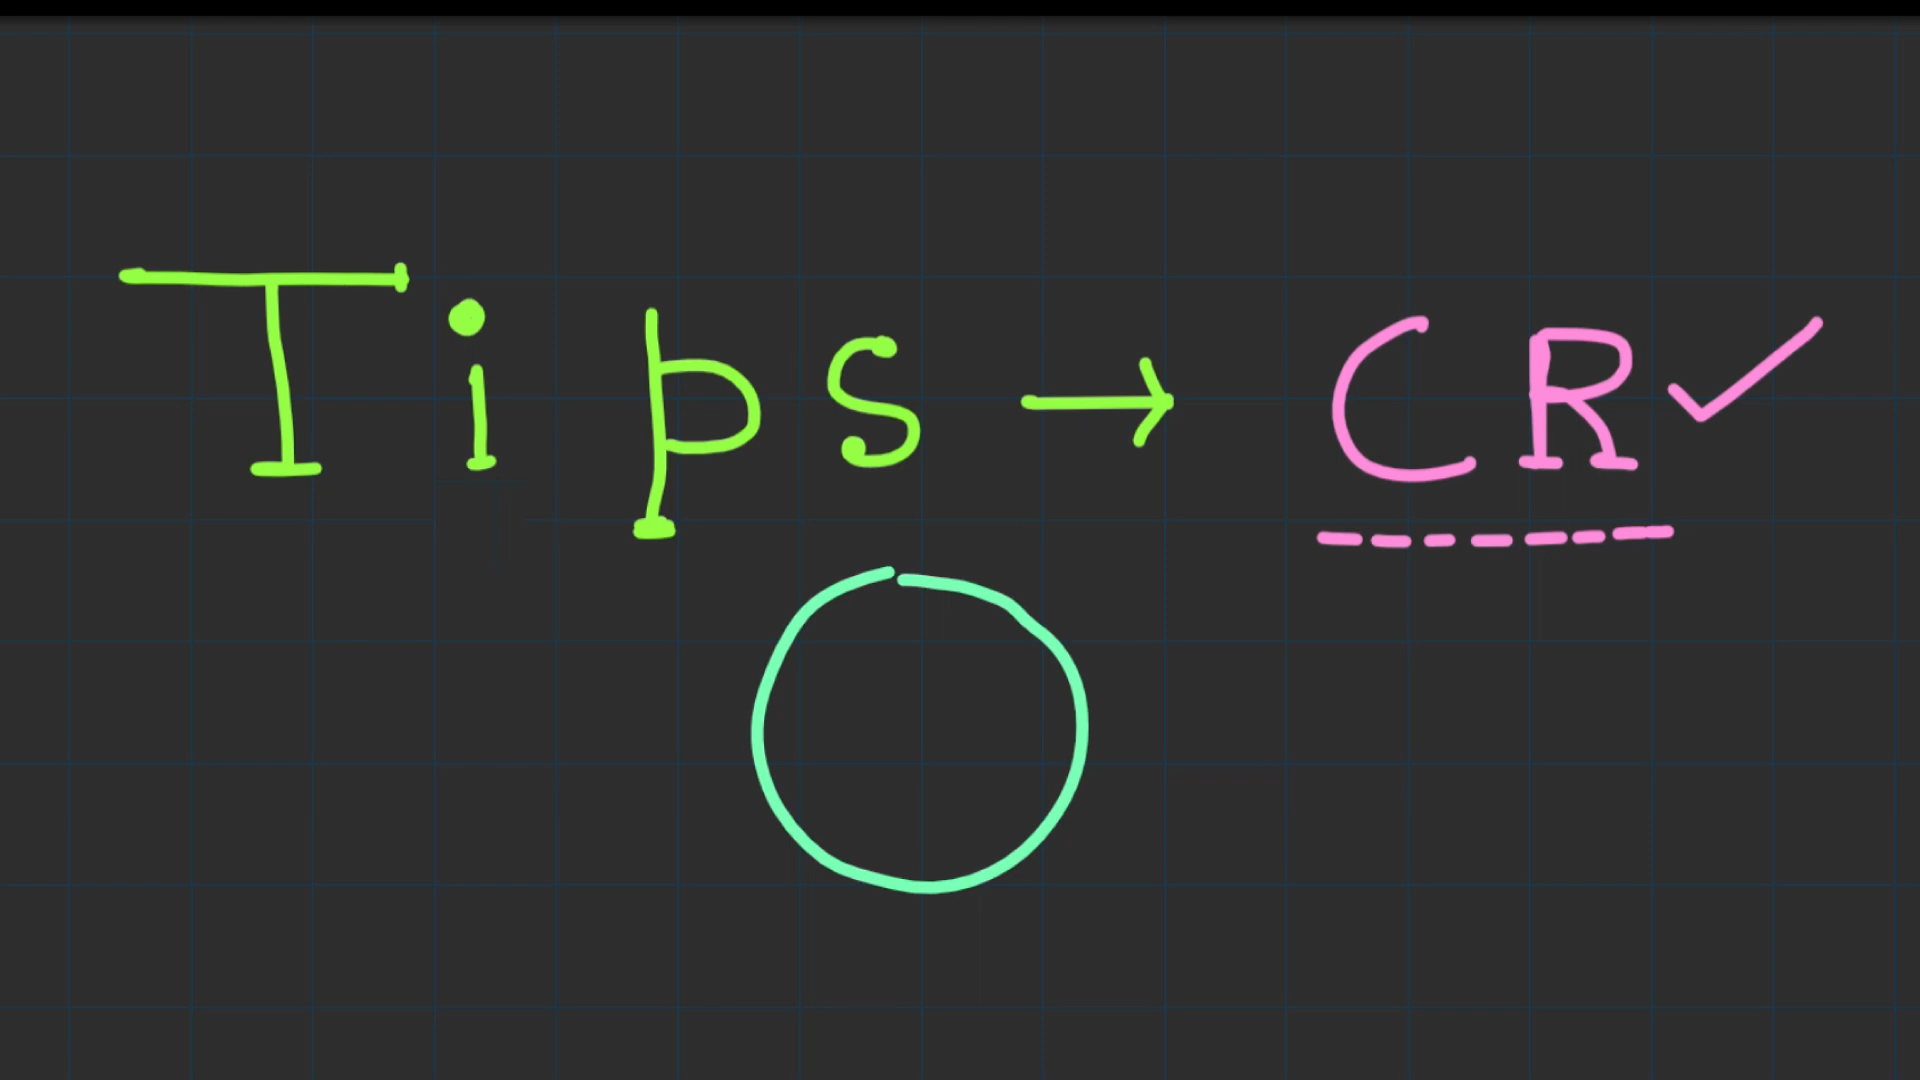 Tips → CR ✓